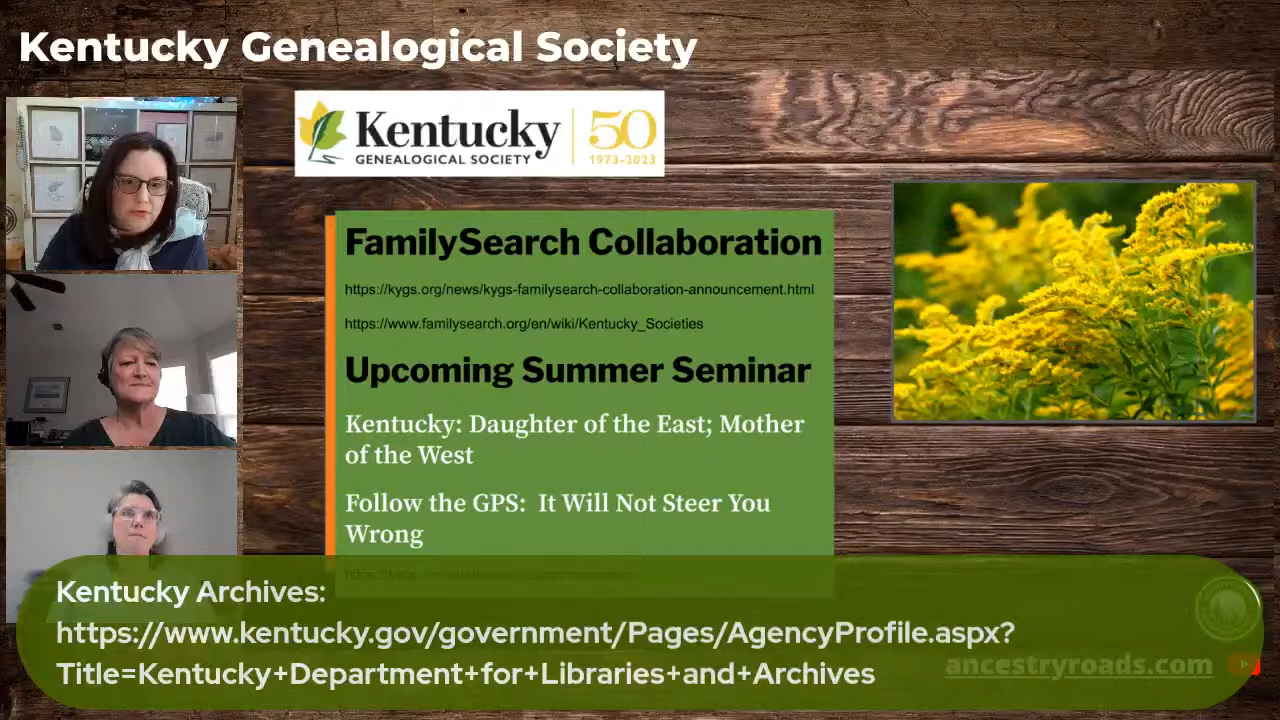 Kentucky Genealogical Society
Kentucky 50
GENEALOGICAL SOCIETY 1973-2023
FamilySearch Collaboration
https://kygs.org/news/kygs-familysearch-collaboration-announcement.html
https://www.familysearch.org/en/wiki/Kentucky_Societies
Upcoming Summer Seminar
Kentucky: Daughter of the East; Mother
of the West
Follow the GPS: It Will Not Steer You
Wrong
Kentucky Archives:
https://www.kentucky.gov/government/Pages/AgencyProfile.aspx?
Title=Kentucky+Department+for+Libraries+and+Archives
ancestryroads.com